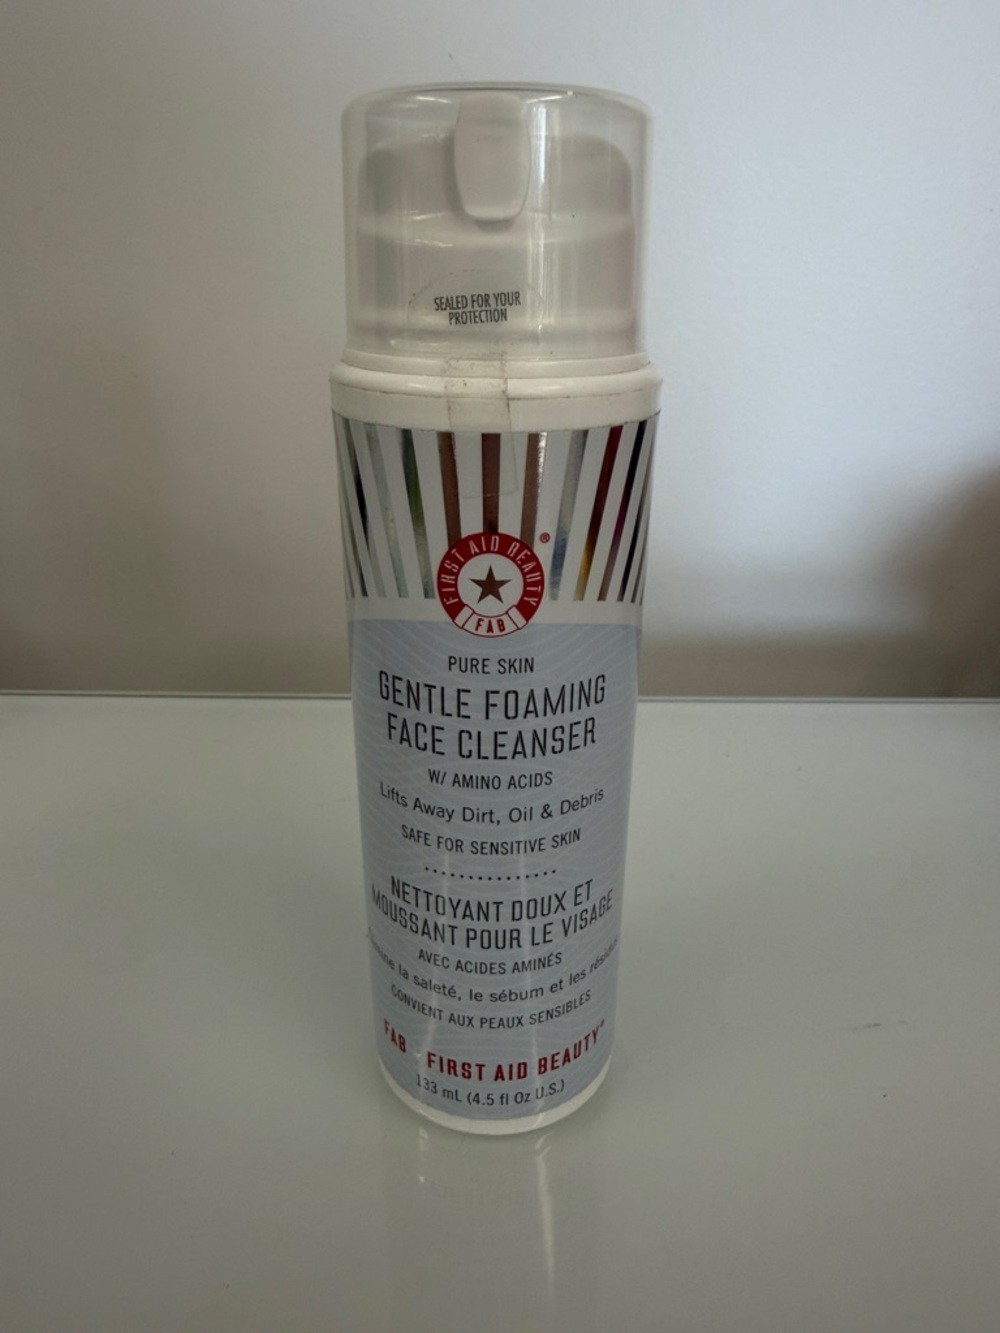 SEALED FOR YOUR
PROTECTION
FIRST AID BEAUTY
®
FAB
PURE SKIN
GENTLE FOAMING
FACE CLEANSER
W/ AMINO ACIDS
Lifts Away Dirt, Oil & Debris
SAFE FOR SENSITIVE SKIN
NETTOYANT DOUX ET
MOUSSANT POUR LE VISAGE
AVEC ACIDES AMINÉS
la saleté, le sébum et les
CONVIENT AUX PEAUX SENSIBLES
FAB FIRST AID BEAUTY®
133 mL (4.5 fl Oz U.S.)